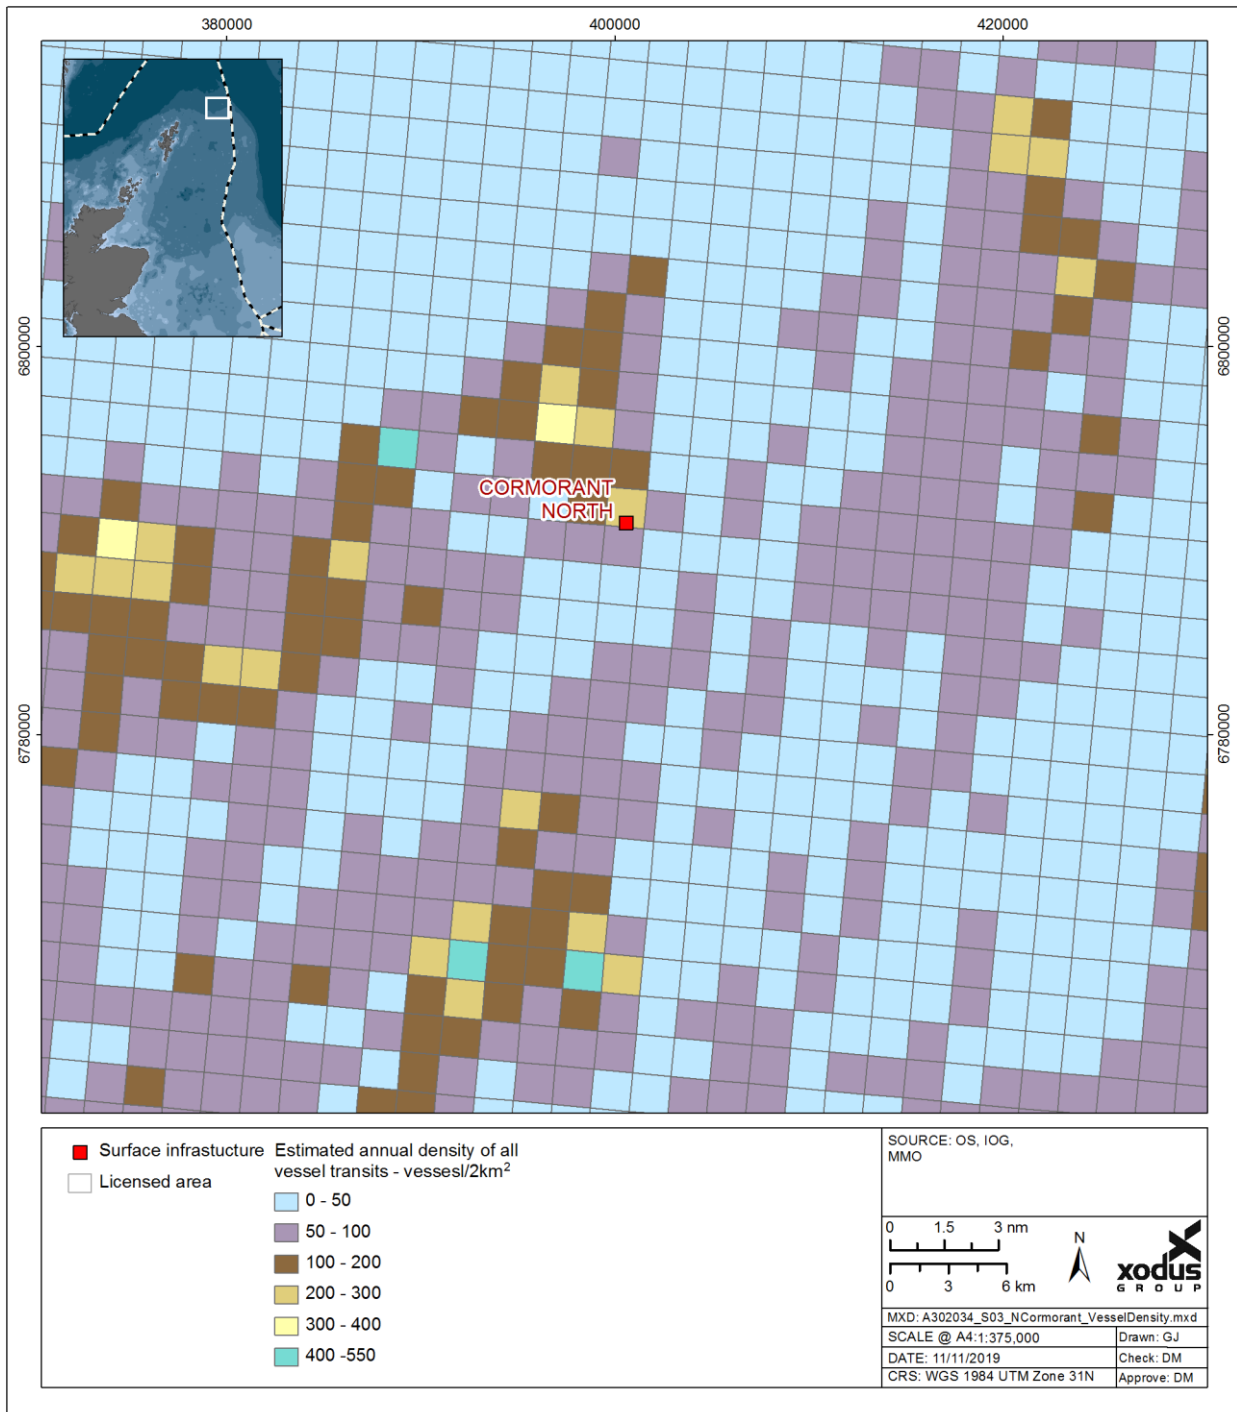 380000
400000
420000
6800000
6800000
CORMORANT
NORTH
6780000
6780000
Surface infrastucture
Licensed area
Estimated annual density of all
vessel transits - vessesl/2km²
0 - 50
50 - 100
100 - 200
200 - 300
300 - 400
400 -550
SOURCE: OS, IOG,
MMO
0 1.5 3 nm
0 3 6 km
N
xodus
GROUP
MXD: A302034_S03_NCormorant_VesselDensity.mxd
SCALE @ A4:1:375,000
Drawn: GJ
DATE: 11/11/2019
Check: DM
CRS: WGS 1984 UTM Zone 31N
Approve: DM